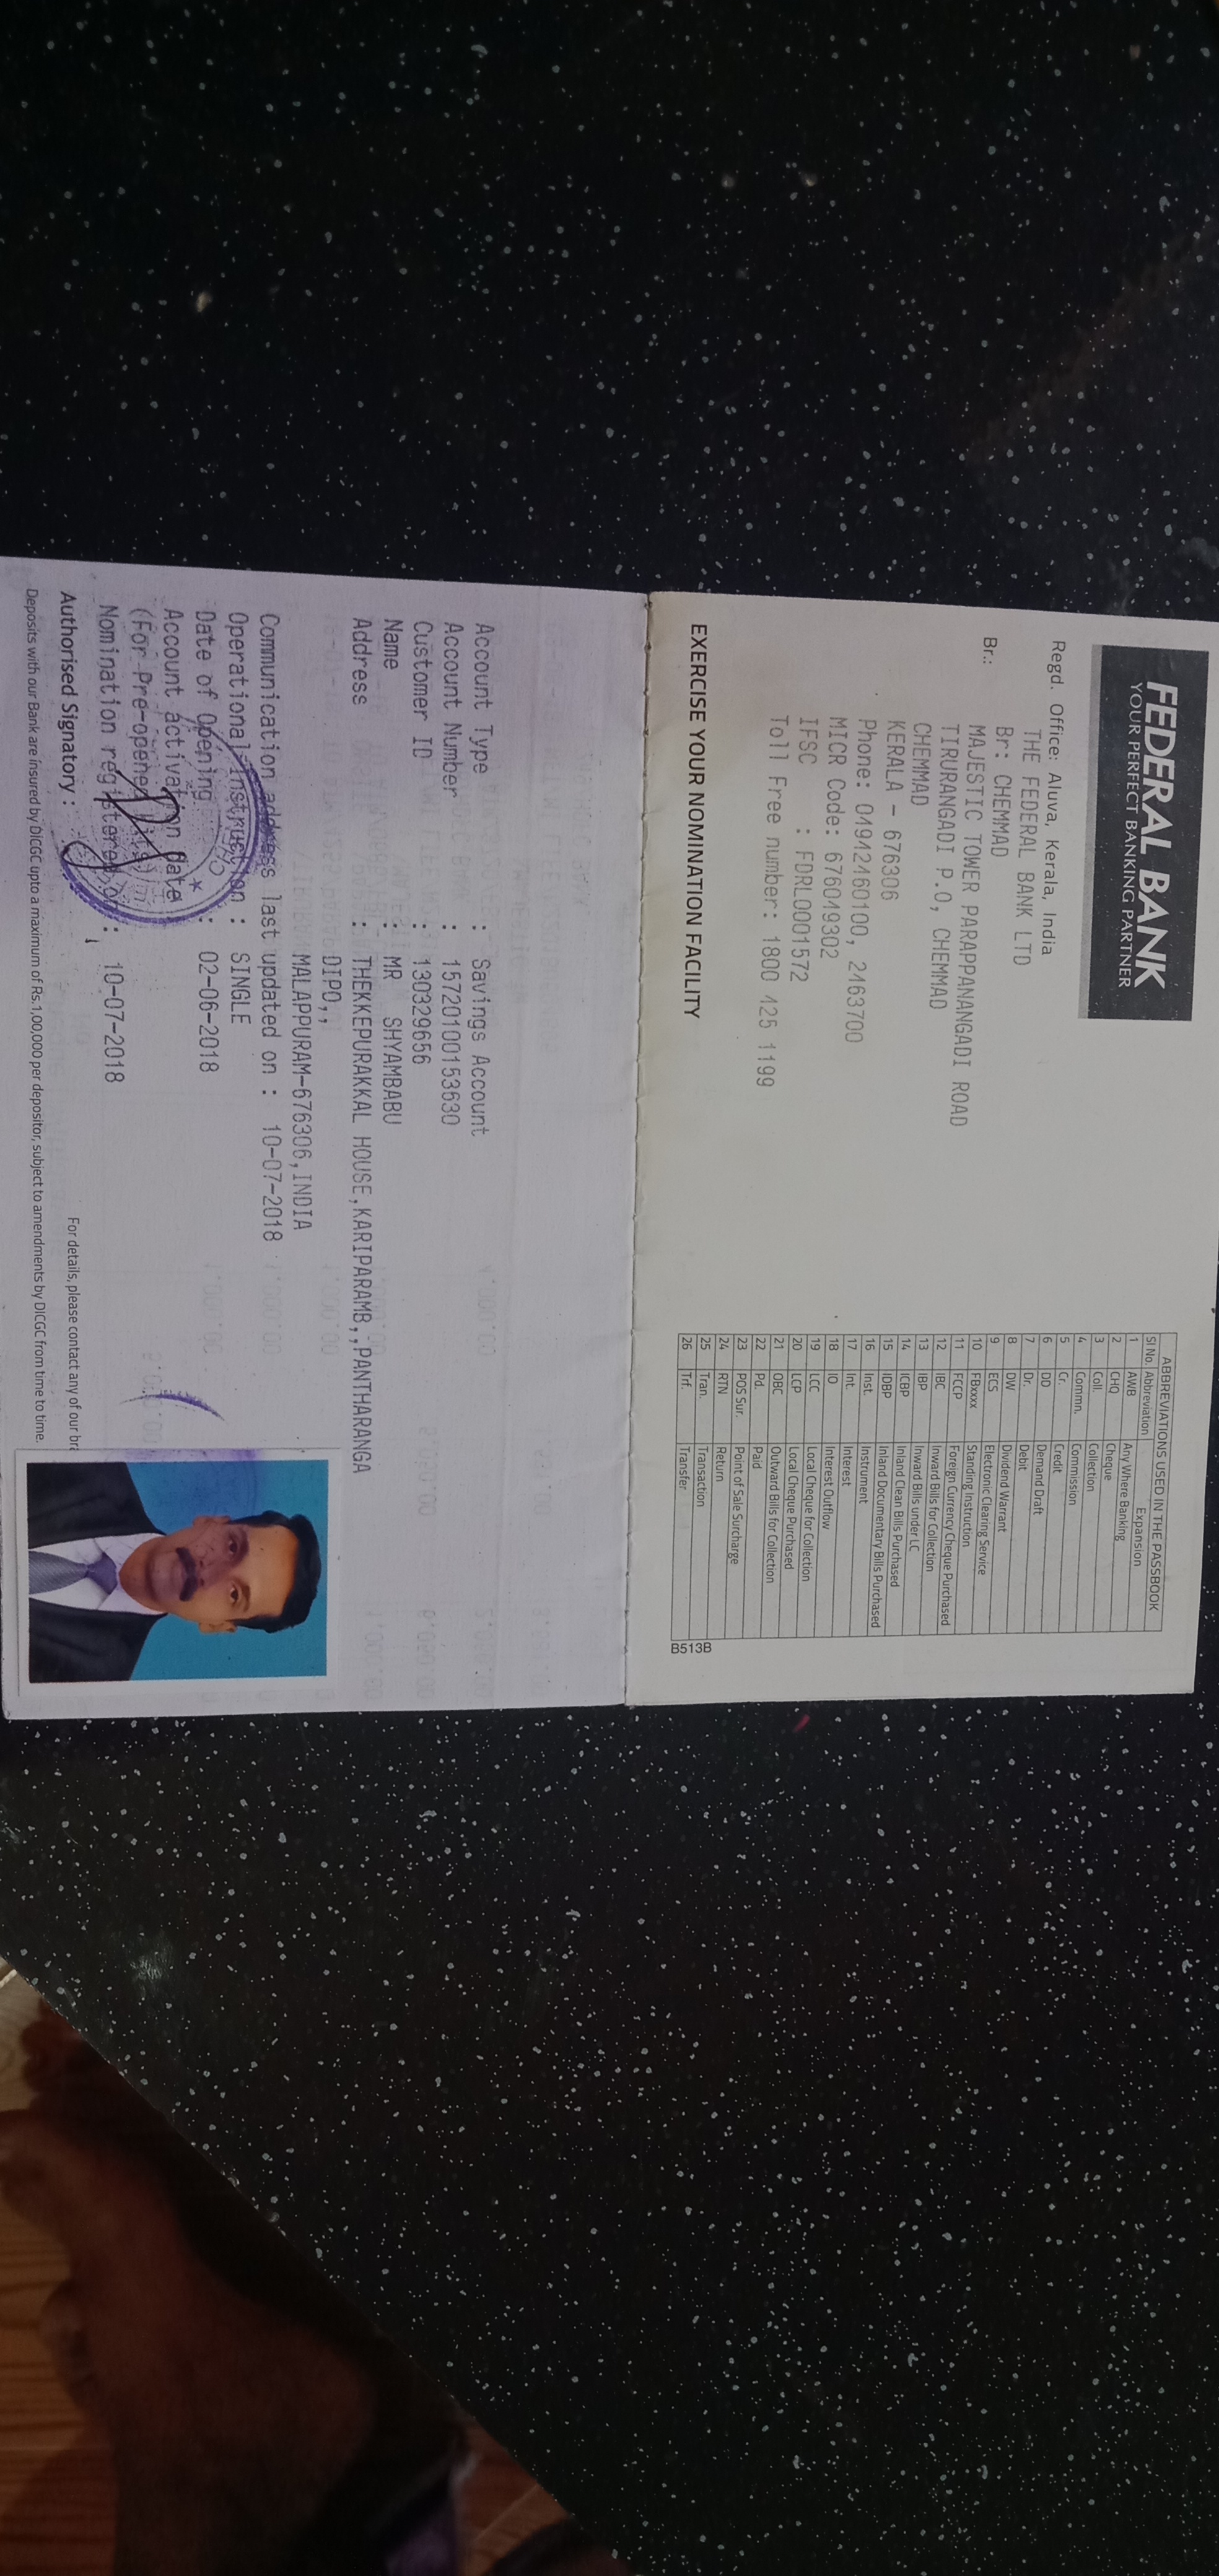 FEDERAL BANK
YOUR PERFECT BANKING PARTNER
Regd. Office: Aluva, Kerala, India
THE FEDERAL BANK LTD
Br.:
Br: CHEMMAD
MAJESTIC TOWER PARAPPANANGADI ROAD
TIRURANGADI P.O, CHEMMAD
CHEMMAD
KERALA - 676306
Phone: 04942460100, 2463700
MICR Code: 676049302
IFSC : FDRL0001572
Toll Free number: 1800 425 1199
EXERCISE YOUR NOMINATION FACILITY
ABBREVIATIONS USED IN THE PASSBOOK
Sl No. Abbreviation Expansion
1 AWB Any Where Banking
2 CHQ Cheque
3 Coll. Collection
4 Commn. Commission
5 Cr. Credit
6 DD Demand Draft
7 Dr. Debit
8 DW Dividend Warrant
9 ECS Electronic Clearing Service
10 FBxxxx Standing Instruction
11 FCCP Foreign Currency Cheque Purchased
12 IBC Inward Bills for Collection
13 IBP Inward Bills under LC
14 ICBP Inland Clean Bills Purchased
15 IDBP Inland Documentary Bills Purchased
16 Inst. Instrument
17 Int. Interest
18 IO Interest Outflow
19 LCC Local Cheque for Collection
20 LCP Local Cheque Purchased
21 OBC Outward Bills for Collection
22 Pd. Paid
23 POS Sur. Point of Sale Surcharge
24 RTN Return
25 Tran. Transaction
26 Trf. Transfer
B513B
Account Type : Savings Account
Account Number : 15720100153630
Customer ID : 130329656
Name : MR SHYAMBABU
Address : THEKKEPURAKKAL HOUSE,KARIPARAMB,,PANTHARANGA
DIPO,,
MALAPPURAM-676306,INDIA
Communication address last updated on : 10-07-2018
Operational Instruction : SINGLE
Date of Opening : 02-06-2018
Account activation date :
(For Pre-opened
Nomination registered on : 10-07-2018
Authorised Signatory :
For details, please contact any of our bra
Deposits with our Bank are insured by DICGC upto a maximum of Rs.1,00,000 per depositor, subject to amendments by DICGC from time to time.